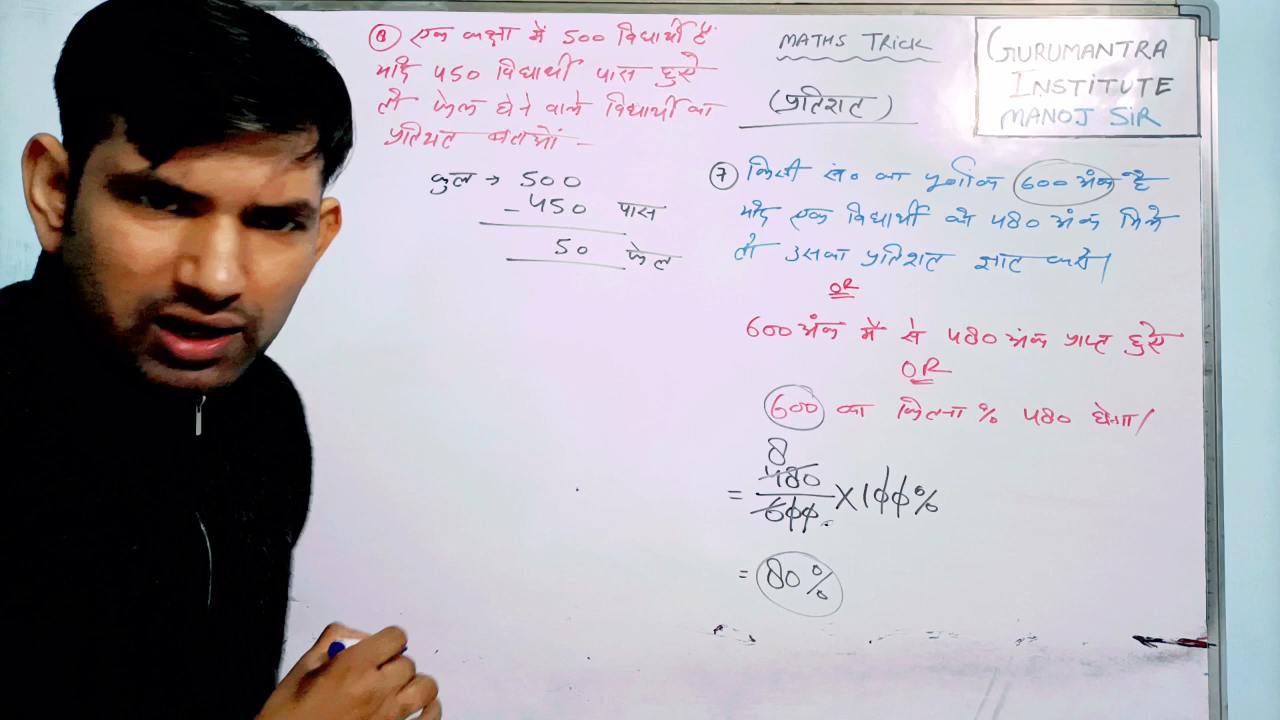 ⑧ एक कक्षा में 500 विद्यार्थी हैं
यदि 450 विद्यार्थी पास हुऐ
तो फेल होने वाले विद्यार्थी का
प्रतिशत बताओं -
कुल → 500
- 450 पास
50 फेल
MATHS TRICK
(प्रतिशत)
GURUMANTRA
INSTITUTE
MANOJ SIR
⑦ किसी सं० का पूर्णांक 600 अंक है
यदि एक विद्यार्थी को 480 अंक मिले
तो उसका प्रतिशत ज्ञात करो।
OR
600 अंक में से 480 अंक प्राप्त हुऐ
OR
600 का कितना % 480 होगा।
8
= 480/600 × 100%
= 80%